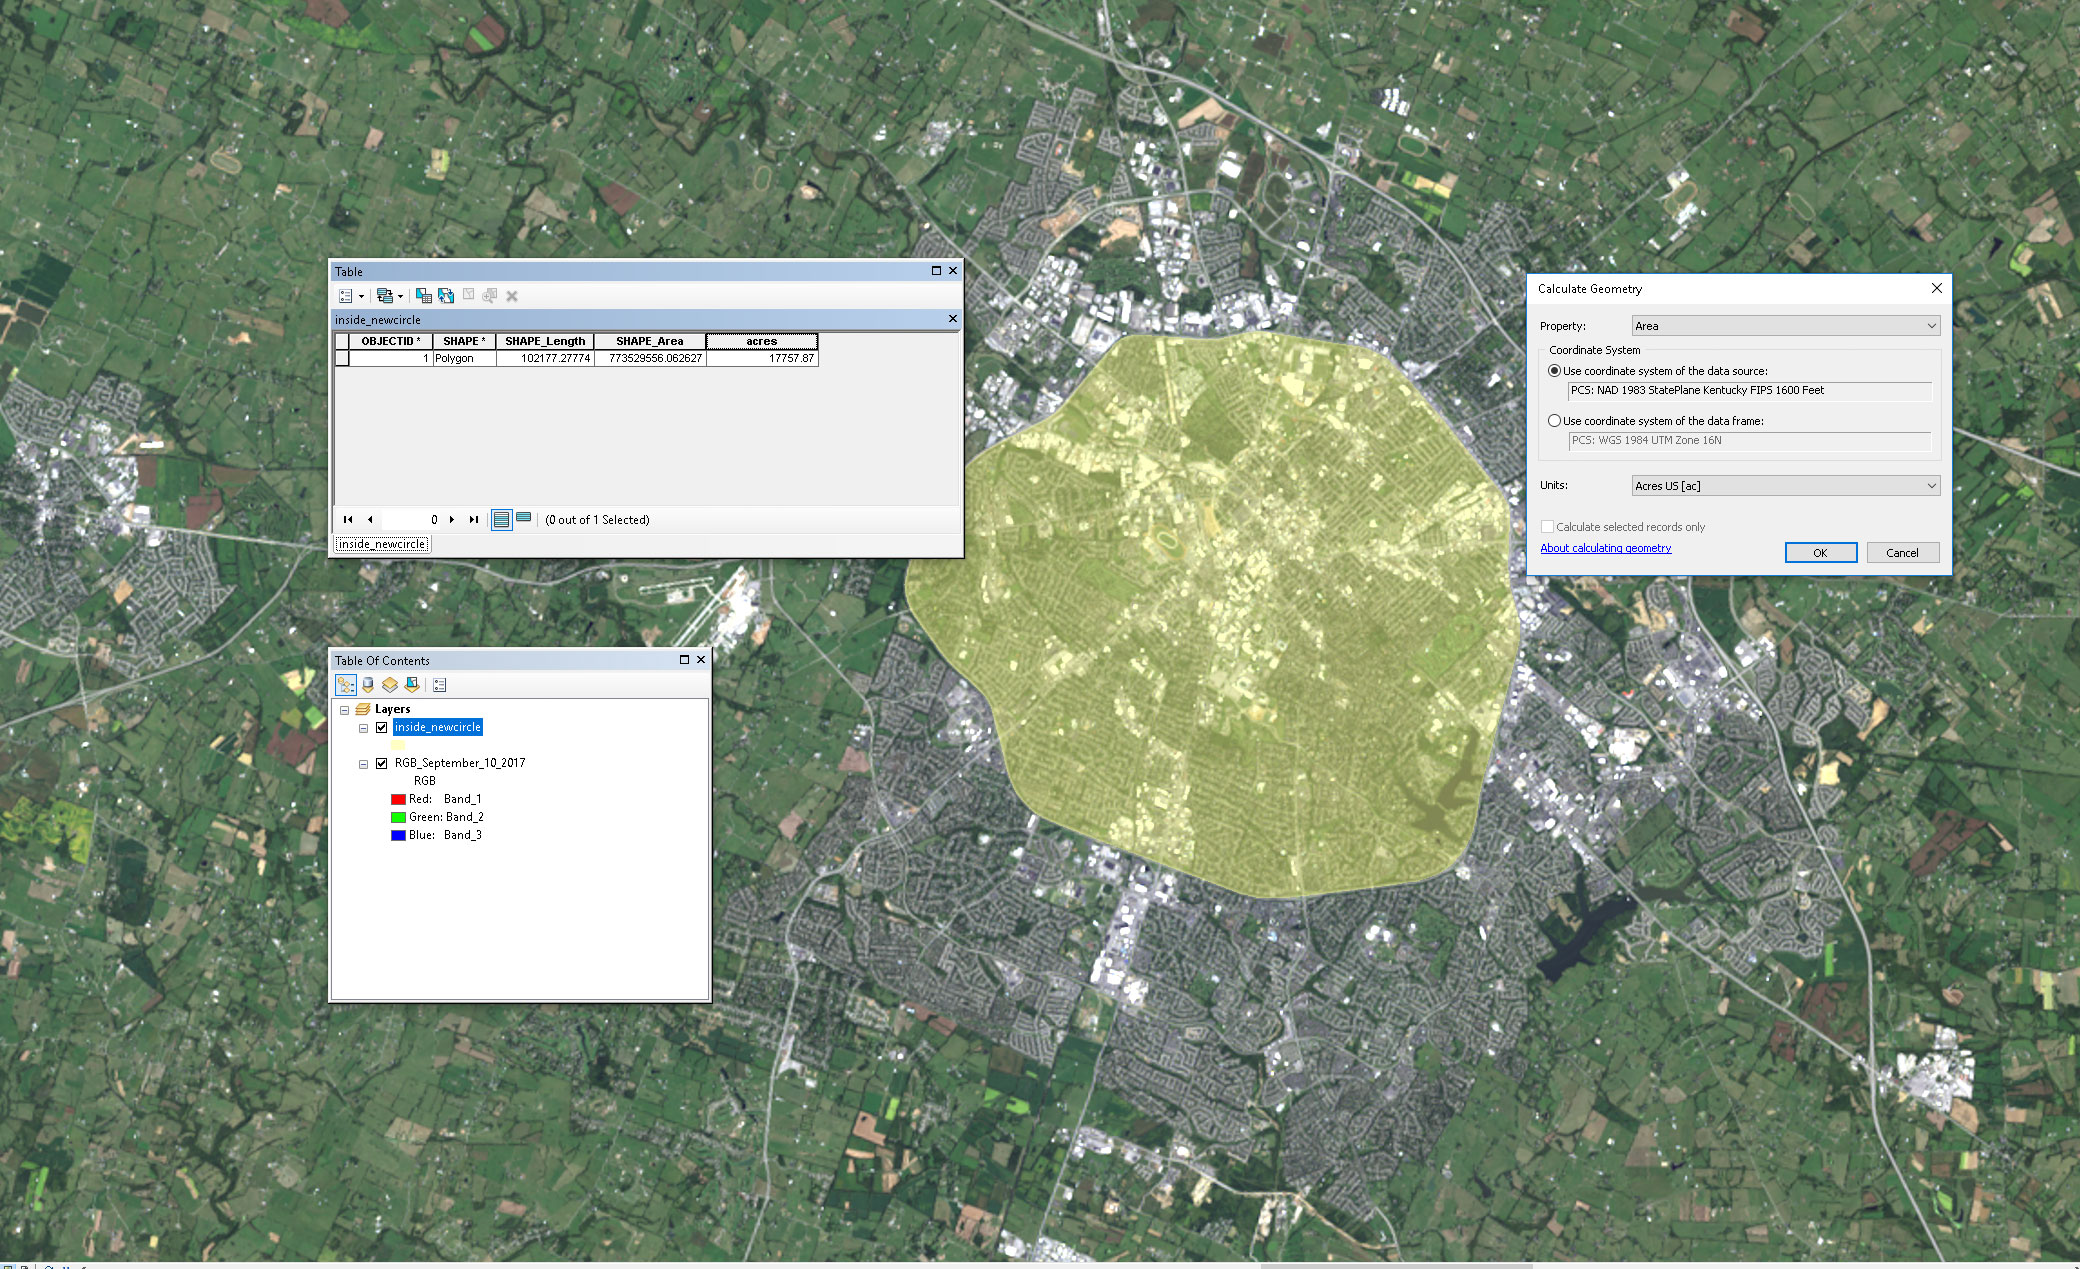 Table
inside_newcircle
OBJECTID * SHAPE * SHAPE_Length SHAPE_Area acres
1 Polygon 102177.27774 773529556.062627 17757.87
0 (0 out of 1 Selected)
inside_newcircle
Calculate Geometry
Property: Area
Coordinate System
Use coordinate system of the data source:
PCS: NAD 1983 StatePlane Kentucky FIPS 1600 Feet
Use coordinate system of the data frame:
PCS: WGS 1984 UTM Zone 16N
Units: Acres US [ac]
Calculate selected records only
About calculating geometry
OK Cancel
Table Of Contents
Layers
inside_newcircle
RGB_September_10_2017
RGB
Red: Band_1
Green: Band_2
Blue: Band_3